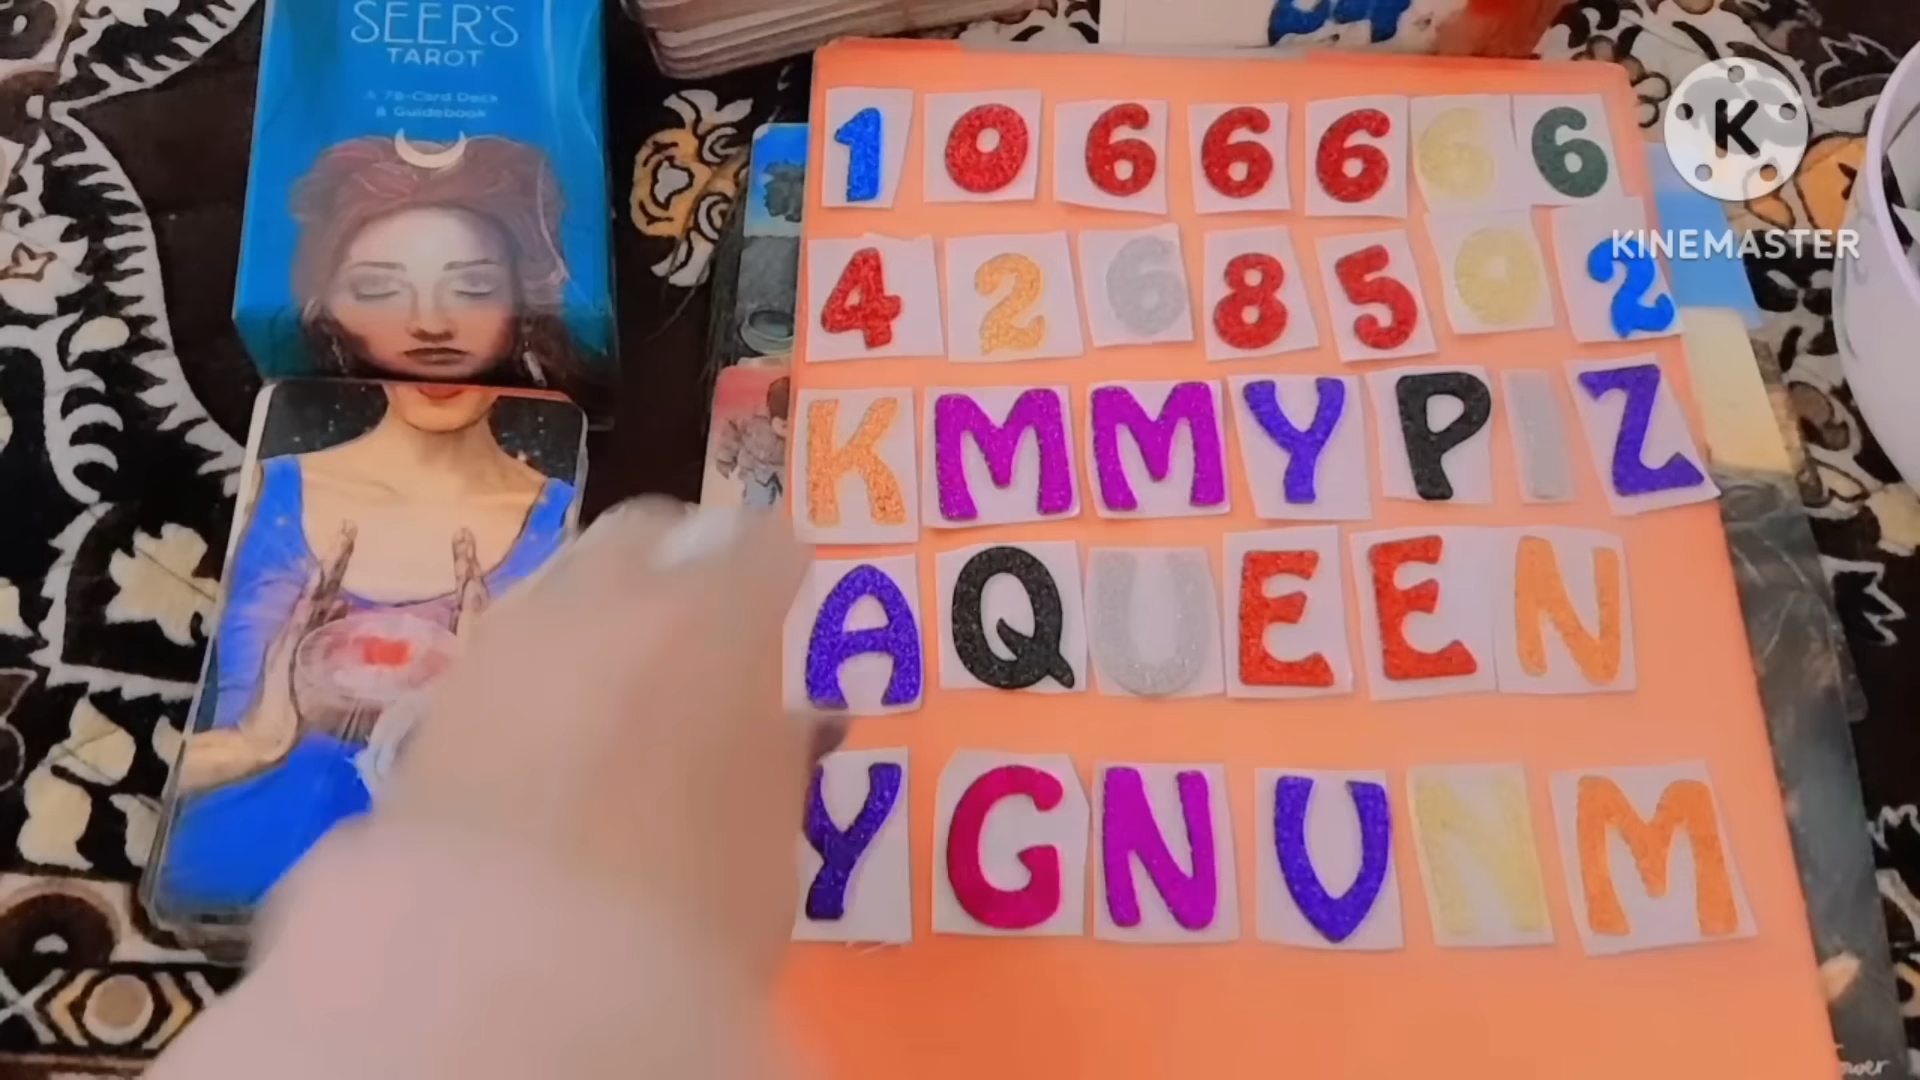 SEER'S
TAROT
A 78-Card Deck
& Guidebook
1 0 6 6 6 6 6
4 2 6 8 5 0 2
K M M Y P I Z
A Q U E E N
Y G N U N M
K
KINEMASTER